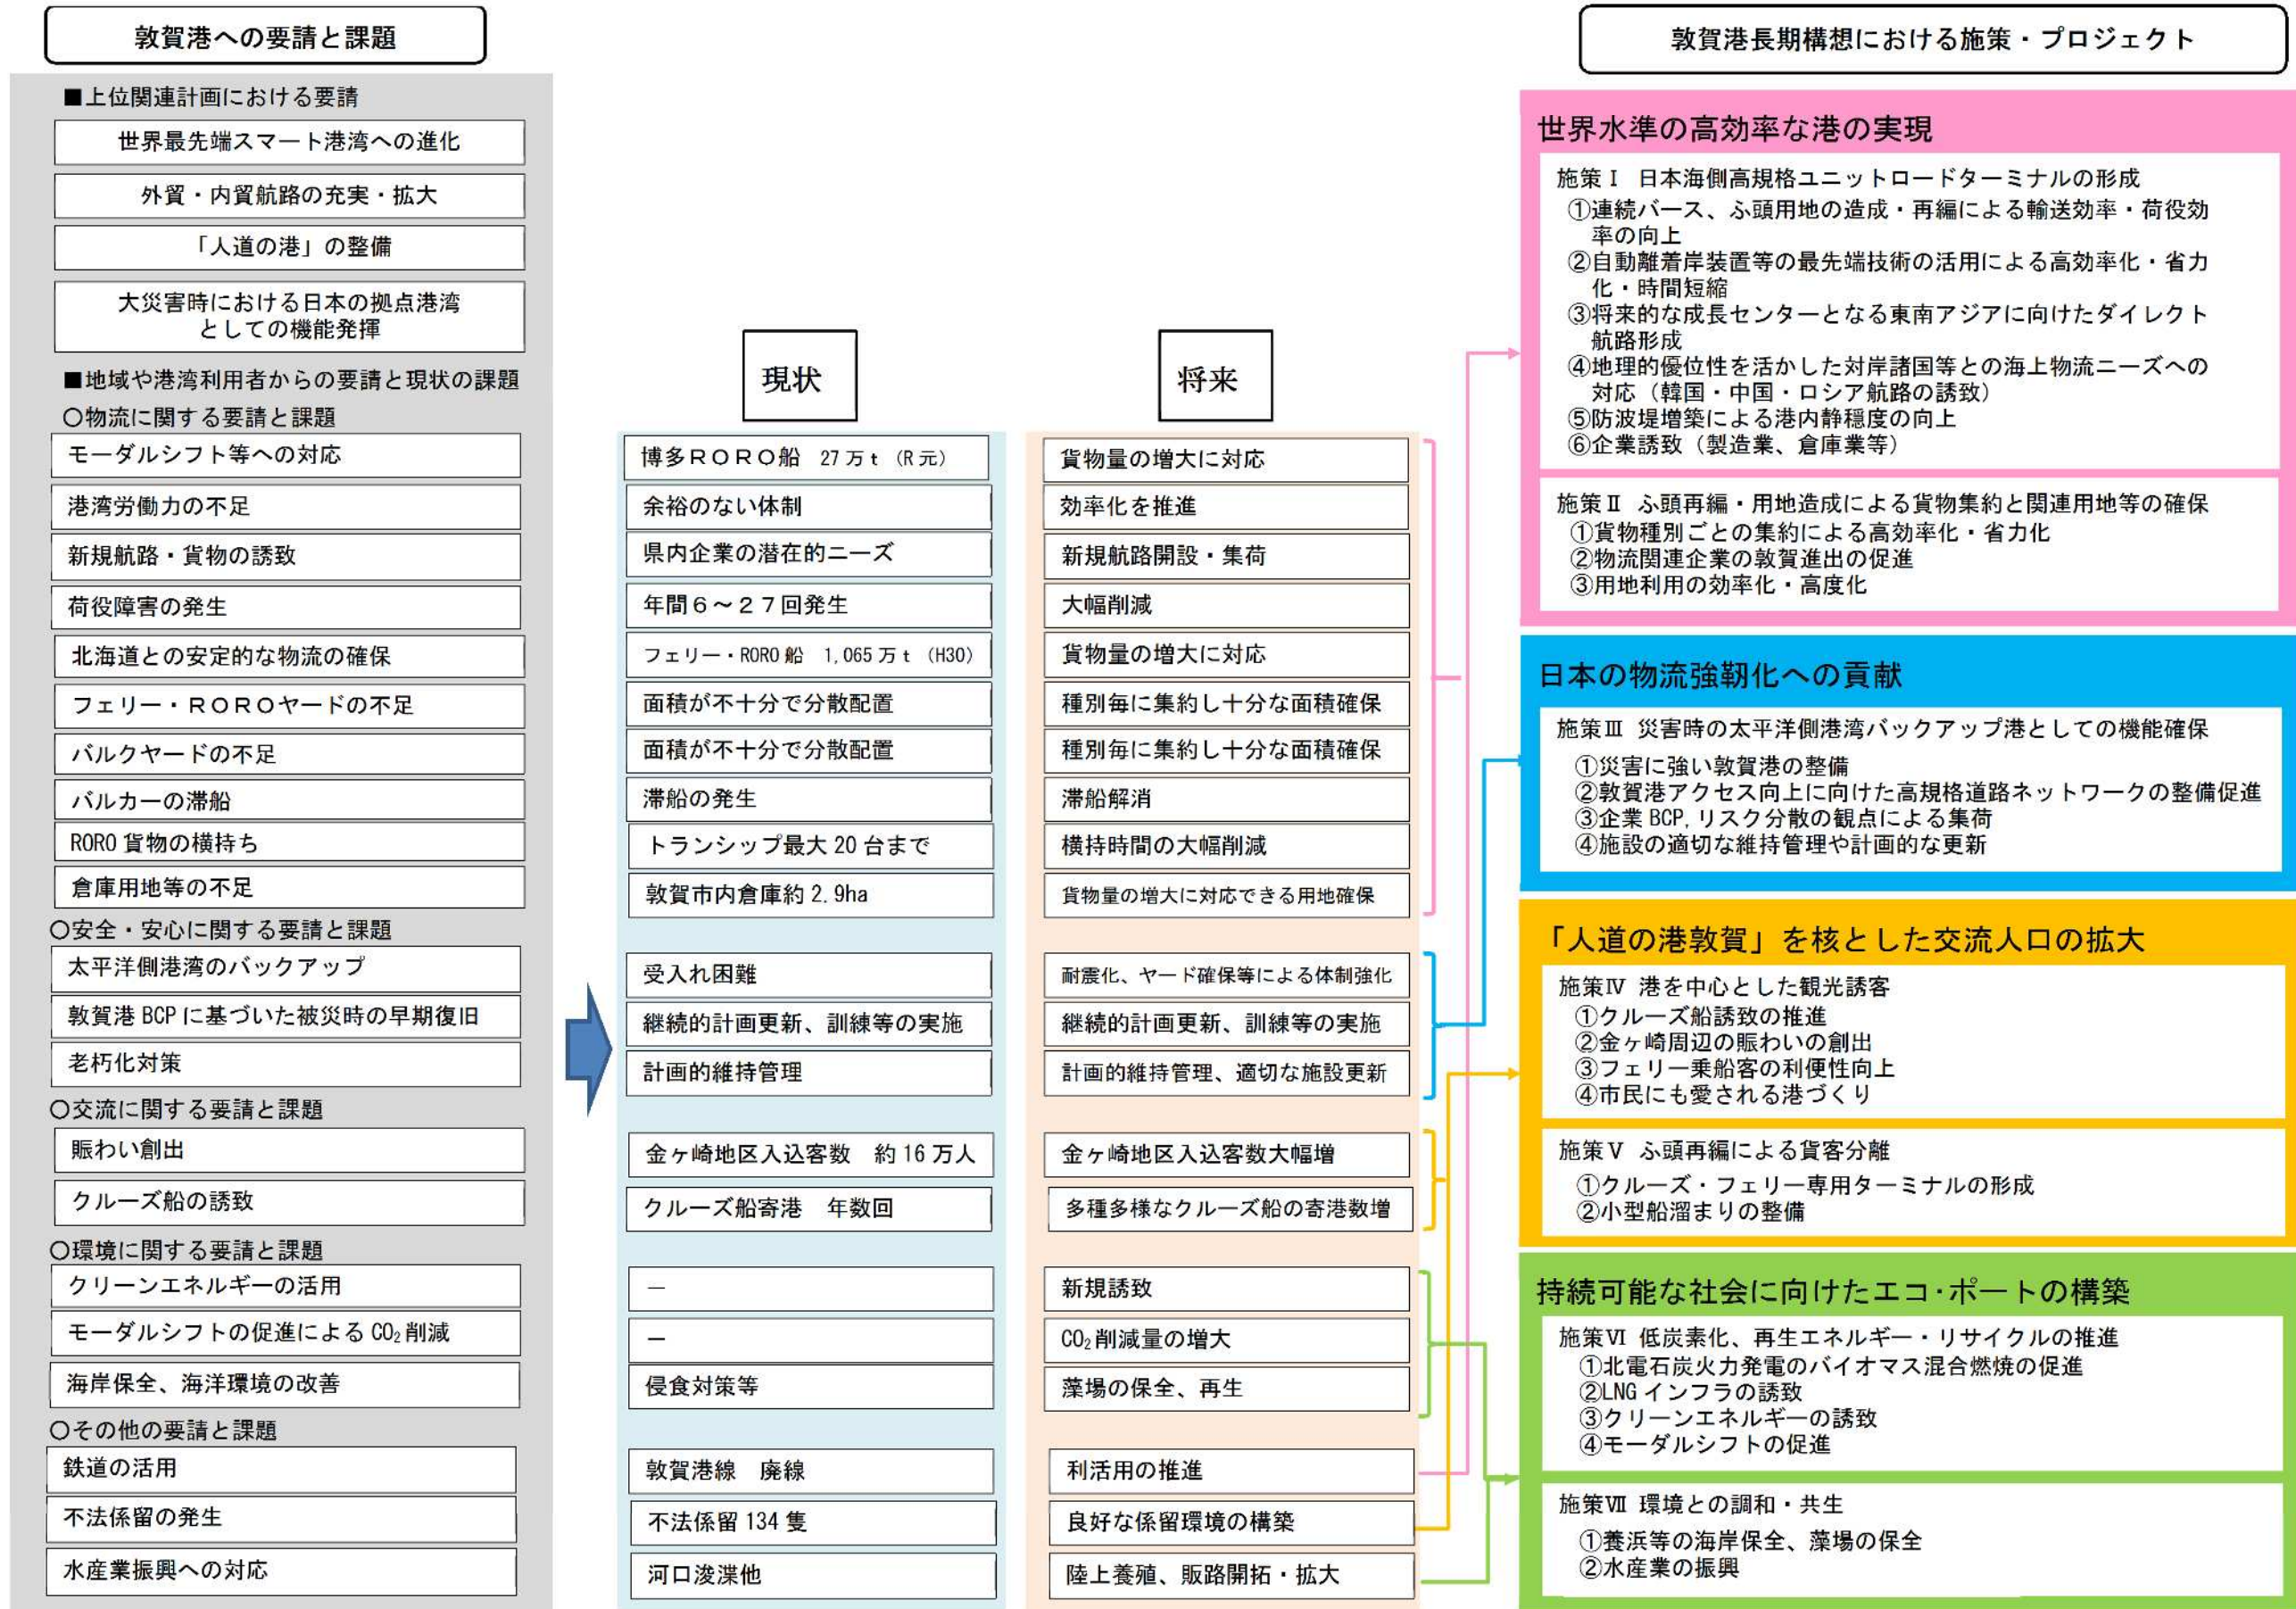 敦賀港への要請と課題
■上位関連計画における要請
世界最先端スマート港湾への進化
外貿・内貿航路の充実・拡大
「人道の港」の整備
大災害時における日本の拠点港湾
としての機能発揮
■地域や港湾利用者からの要請と現状の課題
〇物流に関する要請と課題
モーダルシフト等への対応
港湾労働力の不足
新規航路・貨物の誘致
荷役障害の発生
北海道との安定的な物流の確保
フェリー・ＲＯＲＯヤードの不足
バルクヤードの不足
バルカーの滞船
RORO 貨物の横持ち
倉庫用地等の不足
〇安全・安心に関する要請と課題
太平洋側港湾のバックアップ
敦賀港 BCP に基づいた被災時の早期復旧
老朽化対策
〇交流に関する要請と課題
賑わい創出
クルーズ船の誘致
〇環境に関する要請と課題
クリーンエネルギーの活用
モーダルシフトの促進による CO₂ 削減
海岸保全、海洋環境の改善
〇その他の要請と課題
鉄道の活用
不法係留の発生
水産業振興への対応
現状
博多ＲＯＲＯ船　27 万 t （R 元）
余裕のない体制
県内企業の潜在的ニーズ
年間６～２７回発生
フェリー・RORO 船　1,065 万 t （H30）
面積が不十分で分散配置
面積が不十分で分散配置
滞船の発生
トランシップ最大 20 台まで
敦賀市内倉庫約 2.9ha
受入れ困難
継続的計画更新、訓練等の実施
計画的維持管理
金ヶ崎地区入込客数　約 16 万人
クルーズ船寄港　年数回
―
―
侵食対策等
敦賀港線　廃線
不法係留 134 隻
河口浚渫他
将来
貨物量の増大に対応
効率化を推進
新規航路開設・集荷
大幅削減
貨物量の増大に対応
種別毎に集約し十分な面積確保
種別毎に集約し十分な面積確保
滞船解消
横持時間の大幅削減
貨物量の増大に対応できる用地確保
耐震化、ヤード確保等による体制強化
継続的計画更新、訓練等の実施
計画的維持管理、適切な施設更新
金ヶ崎地区入込客数大幅増
多種多様なクルーズ船の寄港数増
新規誘致
CO₂ 削減量の増大
藻場の保全、再生
利活用の推進
良好な係留環境の構築
陸上養殖、販路開拓・拡大
敦賀港長期構想における施策・プロジェクト
世界水準の高効率な港の実現
施策Ⅰ 日本海側高規格ユニットロードターミナルの形成
①連続バース、ふ頭用地の造成・再編による輸送効率・荷役効
率の向上
②自動離着岸装置等の最先端技術の活用による高効率化・省力
化・時間短縮
③将来的な成長センターとなる東南アジアに向けたダイレクト
航路形成
④地理的優位性を活かした対岸諸国等との海上物流ニーズへの
対応（韓国・中国・ロシア航路の誘致）
⑤防波堤増築による港内静穏度の向上
⑥企業誘致（製造業、倉庫業等）
施策Ⅱ ふ頭再編・用地造成による貨物集約と関連用地等の確保
①貨物種別ごとの集約による高効率化・省力化
②物流関連企業の敦賀進出の促進
③用地利用の効率化・高度化
日本の物流強靭化への貢献
施策Ⅲ 災害時の太平洋側港湾バックアップ港としての機能確保
①災害に強い敦賀港の整備
②敦賀港アクセス向上に向けた高規格道路ネットワークの整備促進
③企業 BCP,リスク分散の観点による集荷
④施設の適切な維持管理や計画的な更新
「人道の港敦賀」を核とした交流人口の拡大
施策Ⅳ 港を中心とした観光誘客
①クルーズ船誘致の推進
②金ヶ崎周辺の賑わいの創出
③フェリー乗船客の利便性向上
④市民にも愛される港づくり
施策Ⅴ ふ頭再編による貨客分離
①クルーズ・フェリー専用ターミナルの形成
②小型船溜まりの整備
持続可能な社会に向けたエコ･ポートの構築
施策Ⅵ 低炭素化、再生エネルギー・リサイクルの推進
①北電石炭火力発電のバイオマス混合燃焼の促進
②LNG インフラの誘致
③クリーンエネルギーの誘致
④モーダルシフトの促進
施策Ⅶ 環境との調和・共生
①養浜等の海岸保全、藻場の保全
②水産業の振興